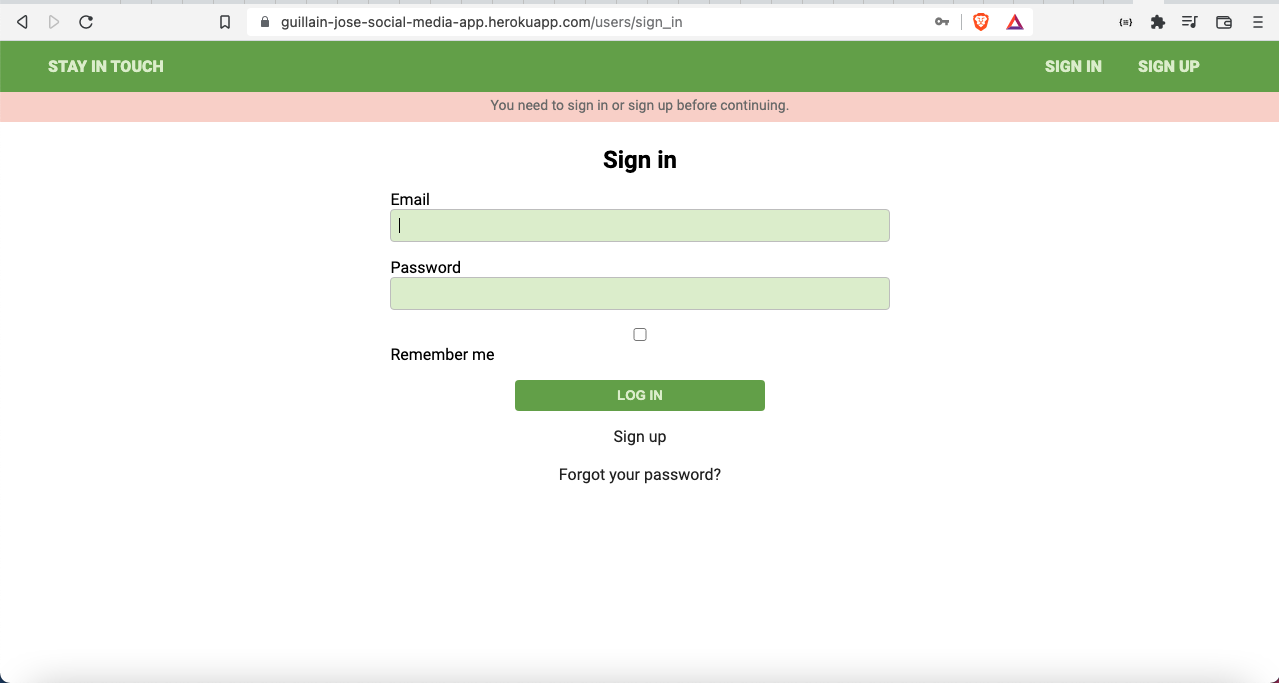 guillain-jose-social-media-app.herokuapp.com/users/sign_in
STAY IN TOUCH SIGN IN SIGN UP
You need to sign in or sign up before continuing.
Sign in
Email
Password
Remember me
LOG IN
Sign up
Forgot your password?